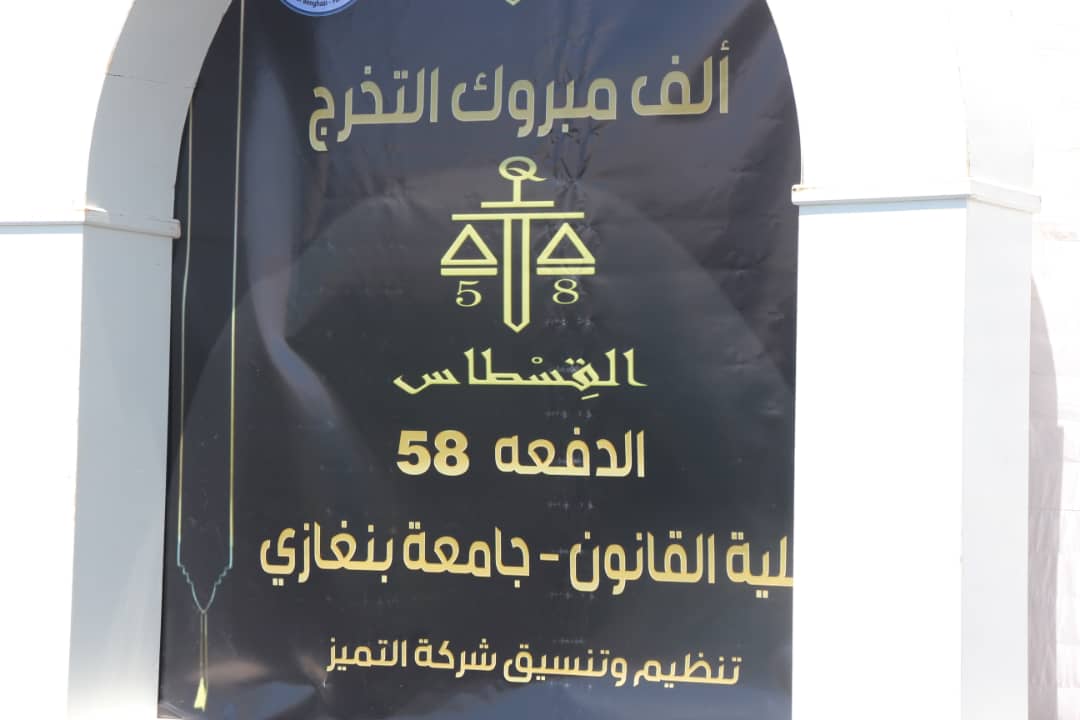 ألف مبروك التخرج
Q
5 8
القِسْطاس
الدفعه 58
لية القانون - جامعة بنغازي
تنظيم وتنسيق شركة التميز